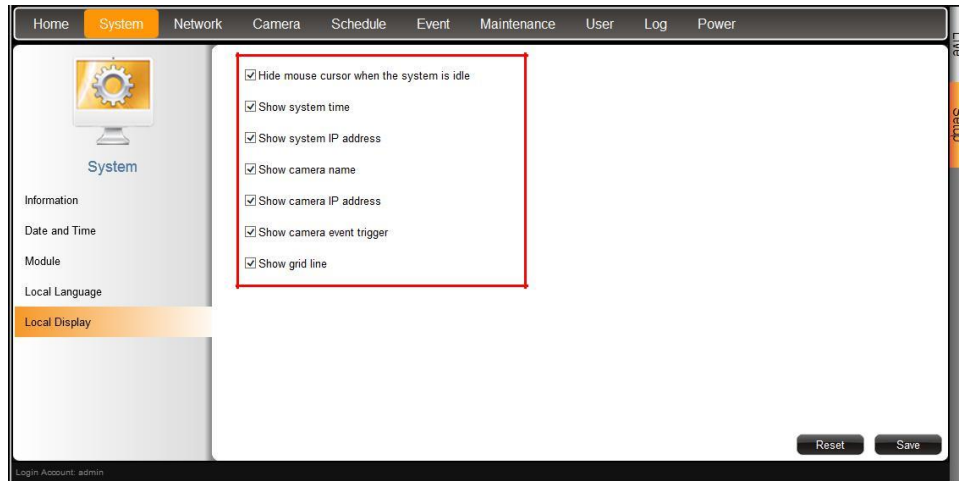 Home System Network Camera Schedule Event Maintenance User Log Power
Live
Setup
System
Information
Date and Time
Module
Local Language
Local Display
Hide mouse cursor when the system is idle
Show system time
Show system IP address
Show camera name
Show camera IP address
Show camera event trigger
Show grid line
Reset Save
Login Account: admin